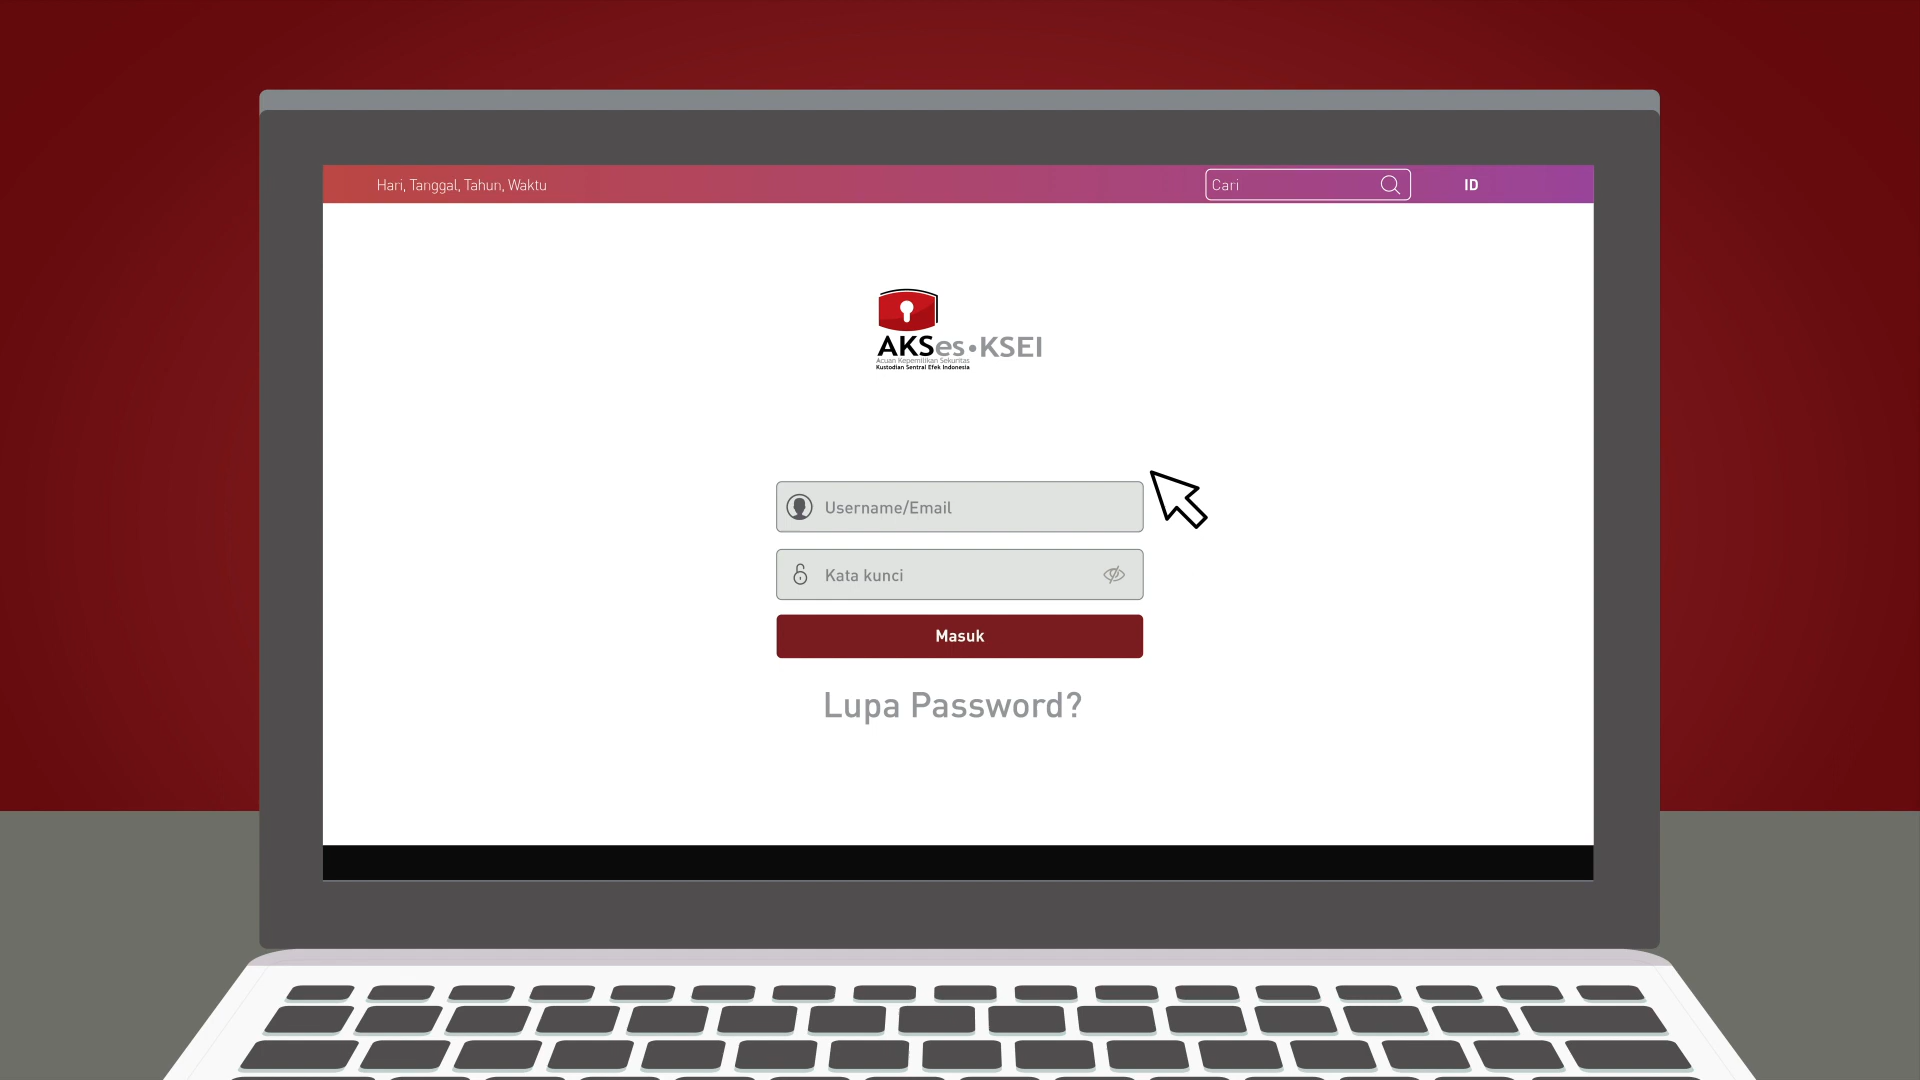 Hari, Tanggal, Tahun, Waktu
Cari
ID
AKSes•KSEI
Acuan Kepemilikan Sekuritas
Kustodian Sentral Efek Indonesia
Username/Email
Kata kunci
Masuk
Lupa Password?